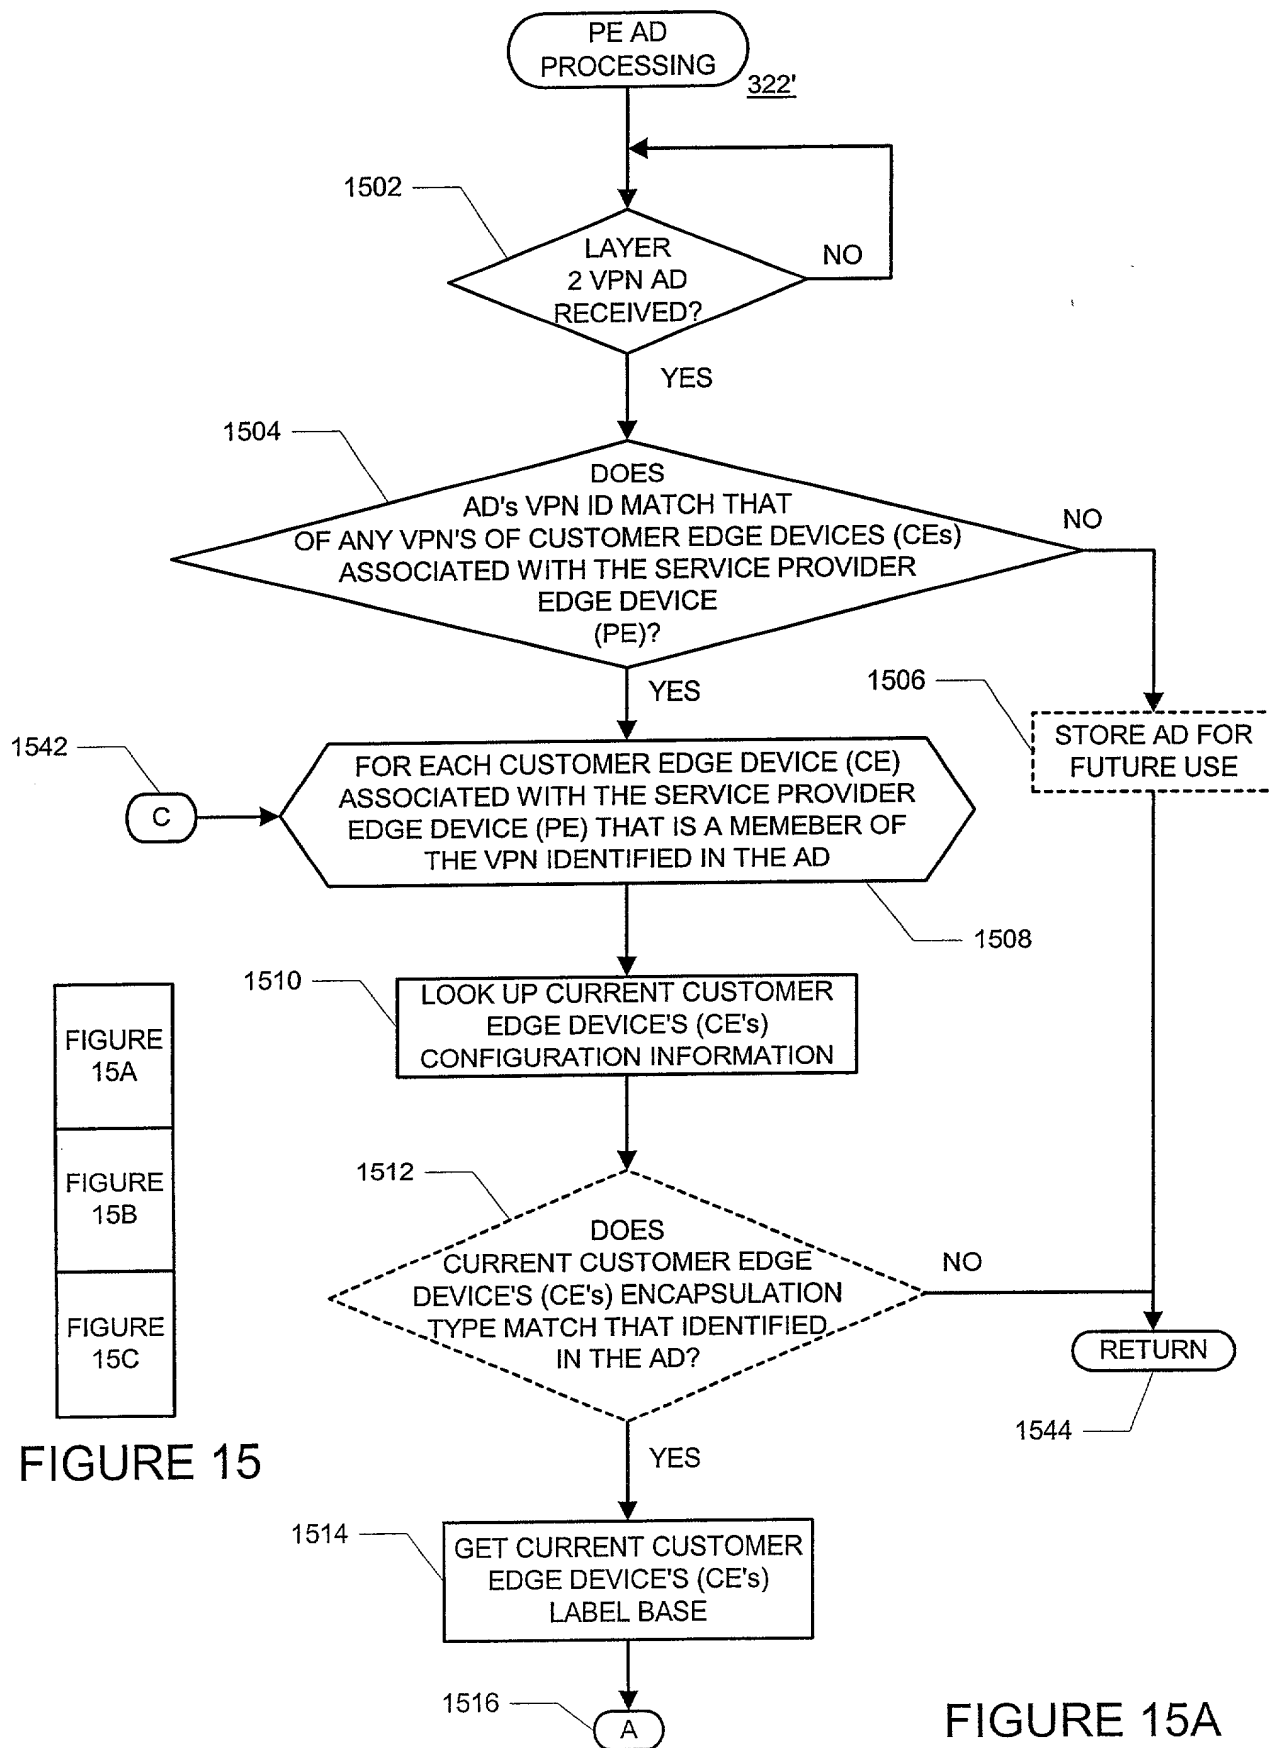 PE AD
PROCESSING
322'
1502
LAYER
2 VPN AD
RECEIVED?
NO
YES
1504
DOES
AD's VPN ID MATCH THAT
OF ANY VPN'S OF CUSTOMER EDGE DEVICES (CEs)
ASSOCIATED WITH THE SERVICE PROVIDER
EDGE DEVICE
(PE)?
NO
YES
1506
STORE AD FOR
FUTURE USE
1542
C
FOR EACH CUSTOMER EDGE DEVICE (CE)
ASSOCIATED WITH THE SERVICE PROVIDER
EDGE DEVICE (PE) THAT IS A MEMEBER OF
THE VPN IDENTIFIED IN THE AD
1508
1510
LOOK UP CURRENT CUSTOMER
EDGE DEVICE'S (CE's)
CONFIGURATION INFORMATION
FIGURE
15A
FIGURE
15B
FIGURE
15C
FIGURE 15
1512
DOES
CURRENT CUSTOMER EDGE
DEVICE'S (CE's) ENCAPSULATION
TYPE MATCH THAT IDENTIFIED
IN THE AD?
NO
YES
RETURN
1544
1514
GET CURRENT CUSTOMER
EDGE DEVICE'S (CE's)
LABEL BASE
1516
A
FIGURE 15A